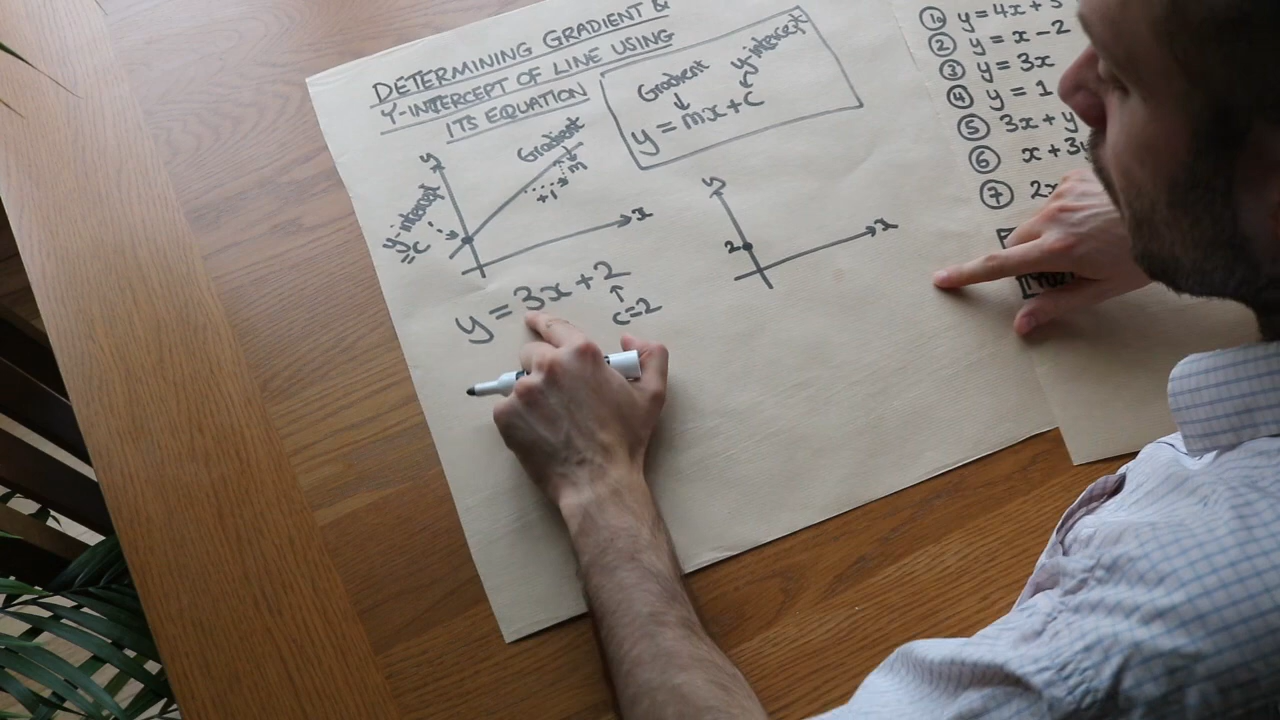 DETERMINING GRADIENT &
Y-INTERCEPT OF LINE USING
ITS EQUATION
Gradient
y-intercept
y = mx + c
y
Gradient
m
+1
y-intercept
= c
x
y = 3x + 2
c = 2
y
2
x
① y = 4x +
② y = x - 2
③ y = 3x
④ y = 1
⑤ 3x + y
⑥ x + 3
⑦ 2x